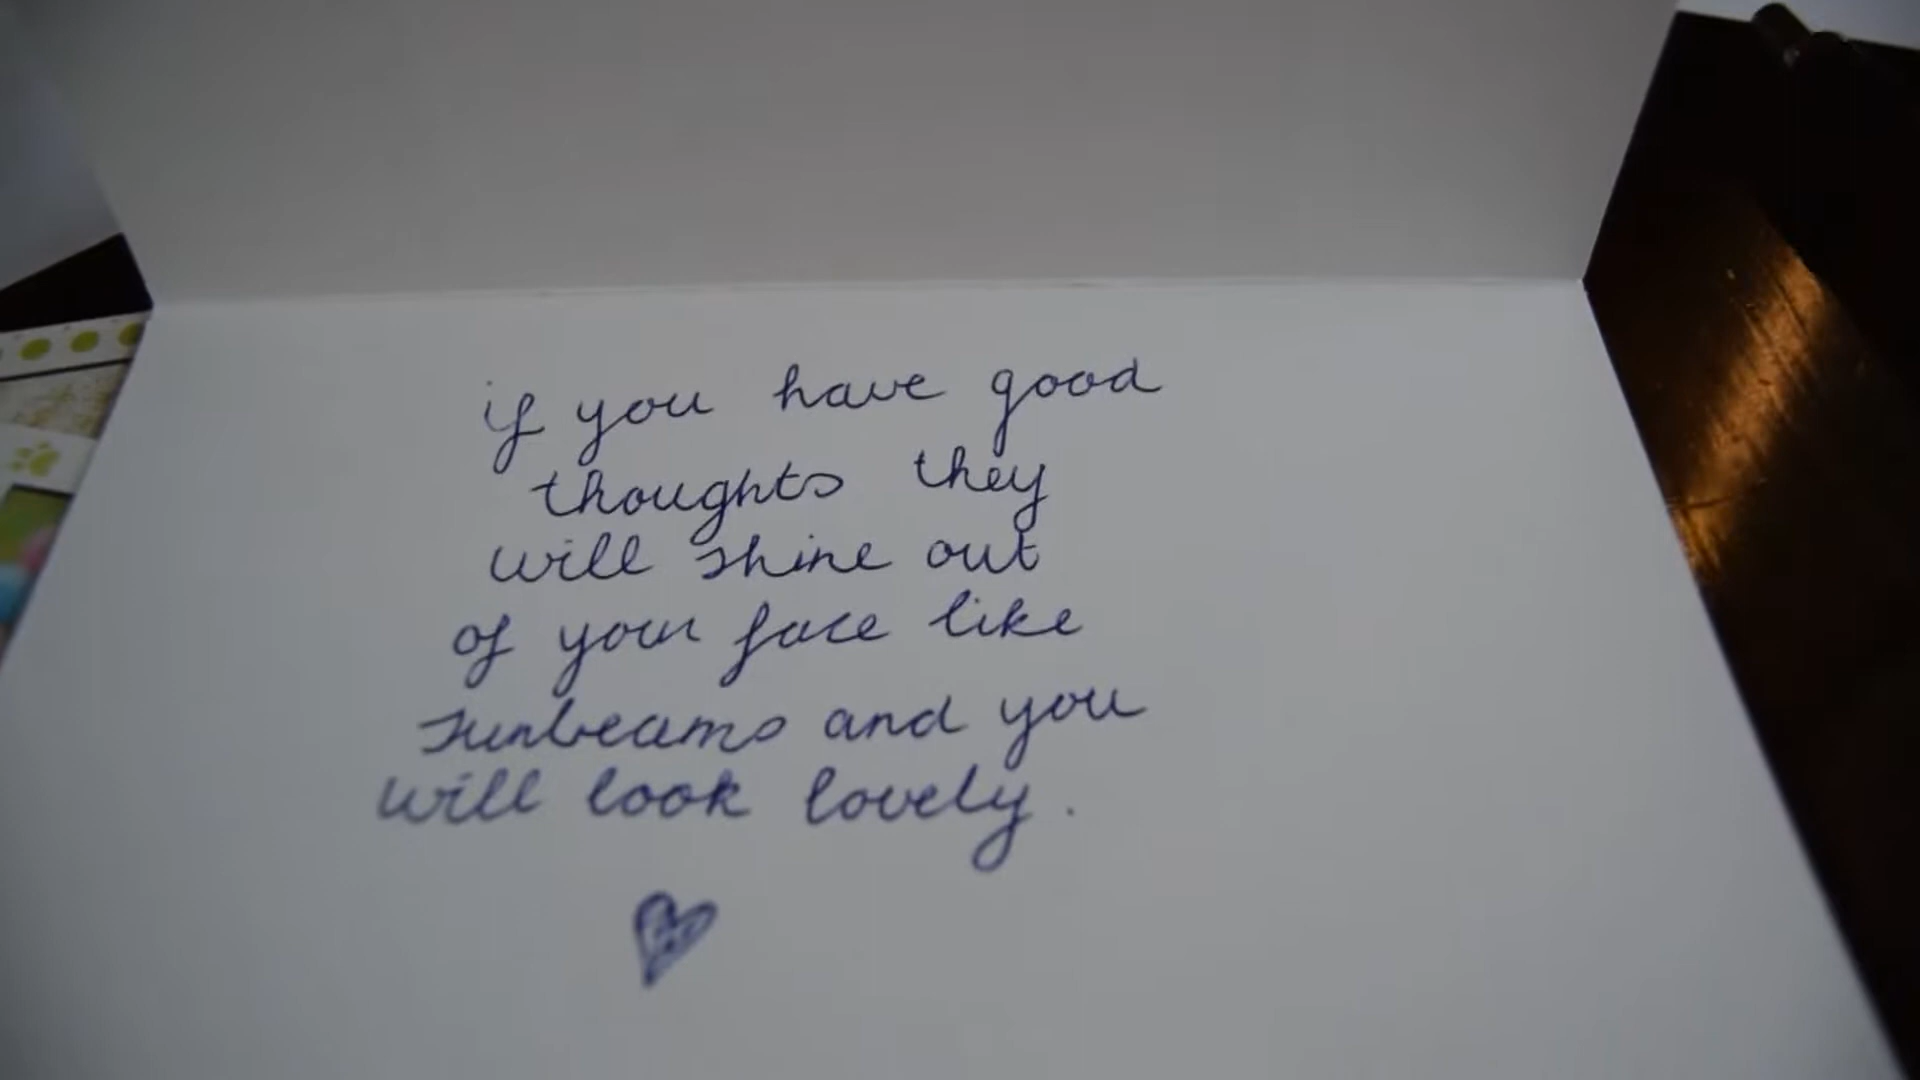 if you have good
thoughts they
will shine out
of your face like
sunbeams and you
will look lovely.